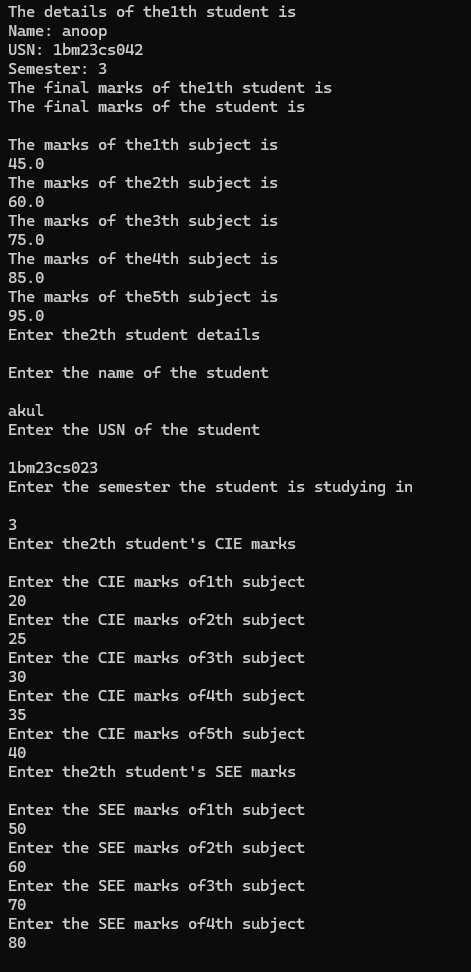 The details of the1th student is
Name: anoop
USN: 1bm23cs042
Semester: 3
The final marks of the1th student is
The final marks of the student is
The marks of the1th subject is
45.0
The marks of the2th subject is
60.0
The marks of the3th subject is
75.0
The marks of the4th subject is
85.0
The marks of the5th subject is
95.0
Enter the2th student details
Enter the name of the student
akul
Enter the USN of the student
1bm23cs023
Enter the semester the student is studying in
3
Enter the2th student's CIE marks
Enter the CIE marks of1th subject
20
Enter the CIE marks of2th subject
25
Enter the CIE marks of3th subject
30
Enter the CIE marks of4th subject
35
Enter the CIE marks of5th subject
40
Enter the2th student's SEE marks
Enter the SEE marks of1th subject
50
Enter the SEE marks of2th subject
60
Enter the SEE marks of3th subject
70
Enter the SEE marks of4th subject
80